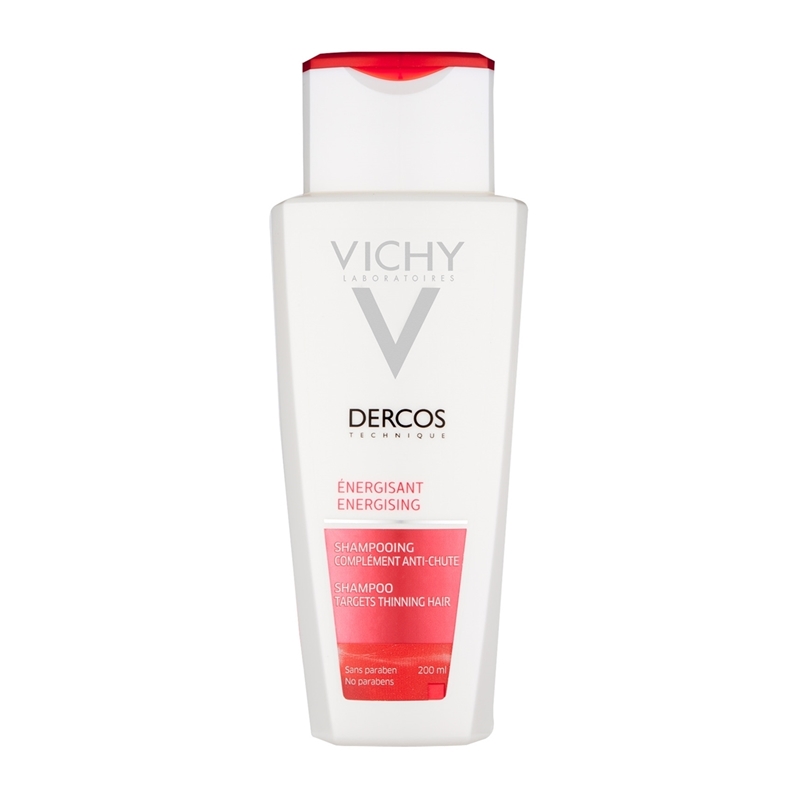 VICHY
LABORATOIRES
V
DERCOS
TECHNIQUE
ÉNERGISANT
ENERGISING
SHAMPOOING
COMPLÉMENT ANTI-CHUTE
SHAMPOO
TARGETS THINNING HAIR
Sans paraben 200 ml
No parabens